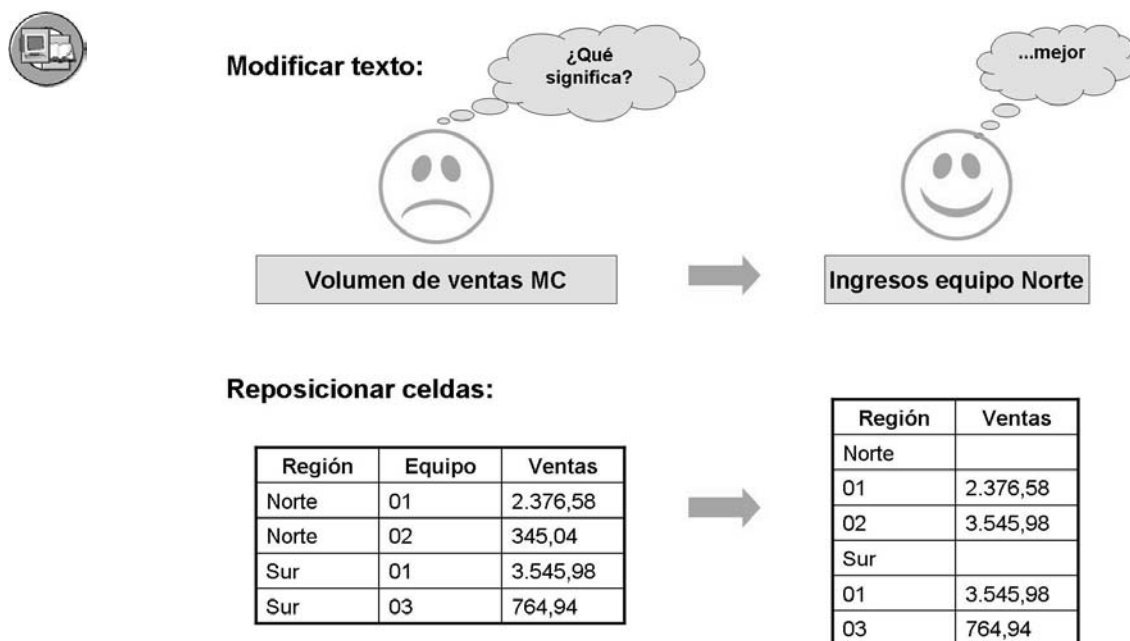 Modificar texto:
¿Qué
significa?
...mejor
Volumen de ventas MC
Ingresos equipo Norte
Reposicionar celdas:
Región Equipo Ventas
Norte 01 2.376,58
Norte 02 345,04
Sur 01 3.545,98
Sur 03 764,94
Región Ventas
Norte
01 2.376,58
02 3.545,98
Sur
01 3.545,98
03 764,94